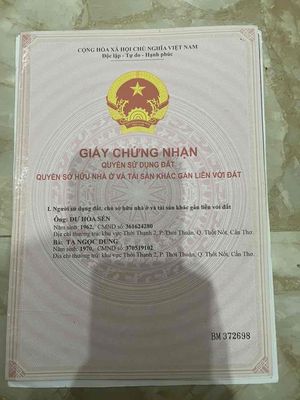 CỘNG HÒA XÃ HỘI CHỦ NGHĨA VIỆT NAM
Độc lập - Tự do - Hạnh phúc
GIẤY CHỨNG NHẬN
QUYỀN SỬ DỤNG ĐẤT
QUYỀN SỞ HỮU NHÀ Ở VÀ TÀI SẢN KHÁC GẮN LIỀN VỚI ĐẤT
I. Người sử dụng đất, chủ sở hữu nhà ở và tài sản khác gắn liền với đất
Ông: DƯ HÒA SÊN
Năm sinh: 1962, CMND số: 361624280
Địa chỉ thường trú: khu vực Thới Thạnh 2, P. Thới Thuận, Q. Thốt Nốt, Cần Thơ.
Bà: TẠ NGỌC DUNG
Năm sinh: 1970, CMND số: 370519102
Địa chỉ thường trú: khu vực Thới Thạnh 2, P. Thới Thuận, Q. Thốt Nốt, Cần Thơ.
BM 372698